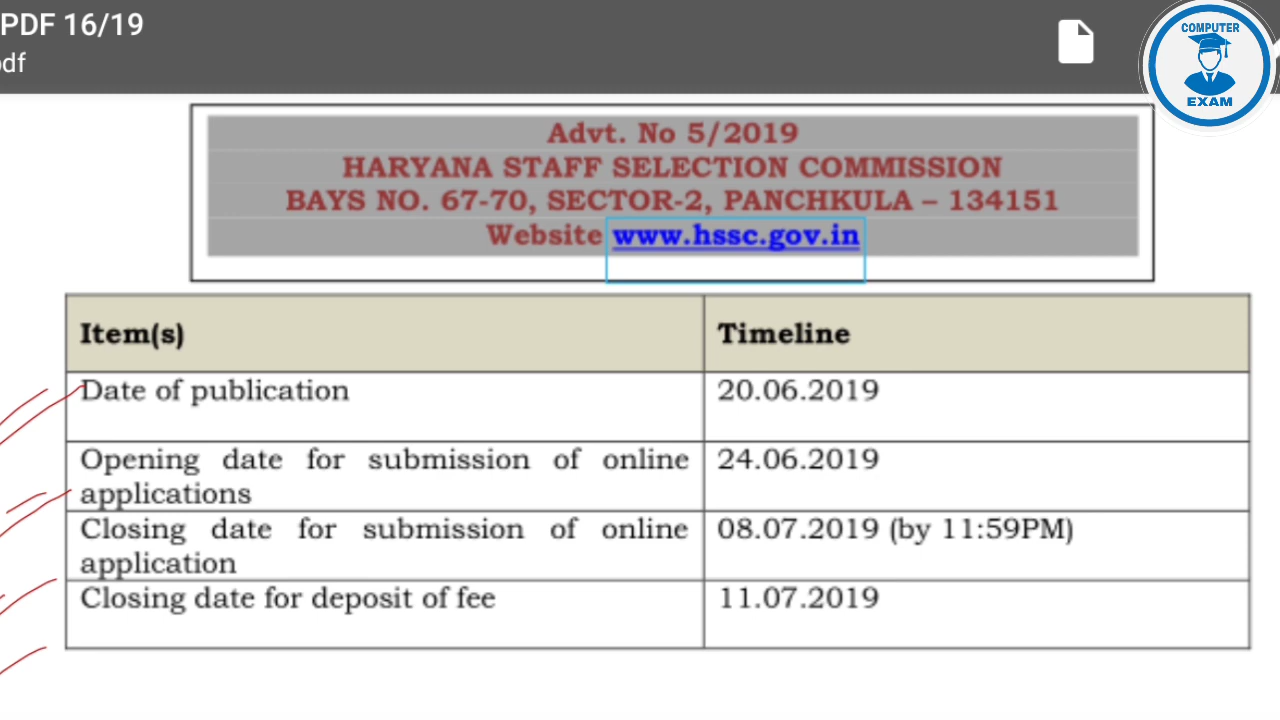 PDF 16/19
df
COMPUTER
EXAM
Advt. No 5/2019
HARYANA STAFF SELECTION COMMISSION
BAYS NO. 67-70, SECTOR-2, PANCHKULA – 134151
Website www.hssc.gov.in
Item(s) Timeline
Date of publication 20.06.2019
Opening date for submission of online 24.06.2019
applications
Closing date for submission of online 08.07.2019 (by 11:59PM)
application
Closing date for deposit of fee 11.07.2019